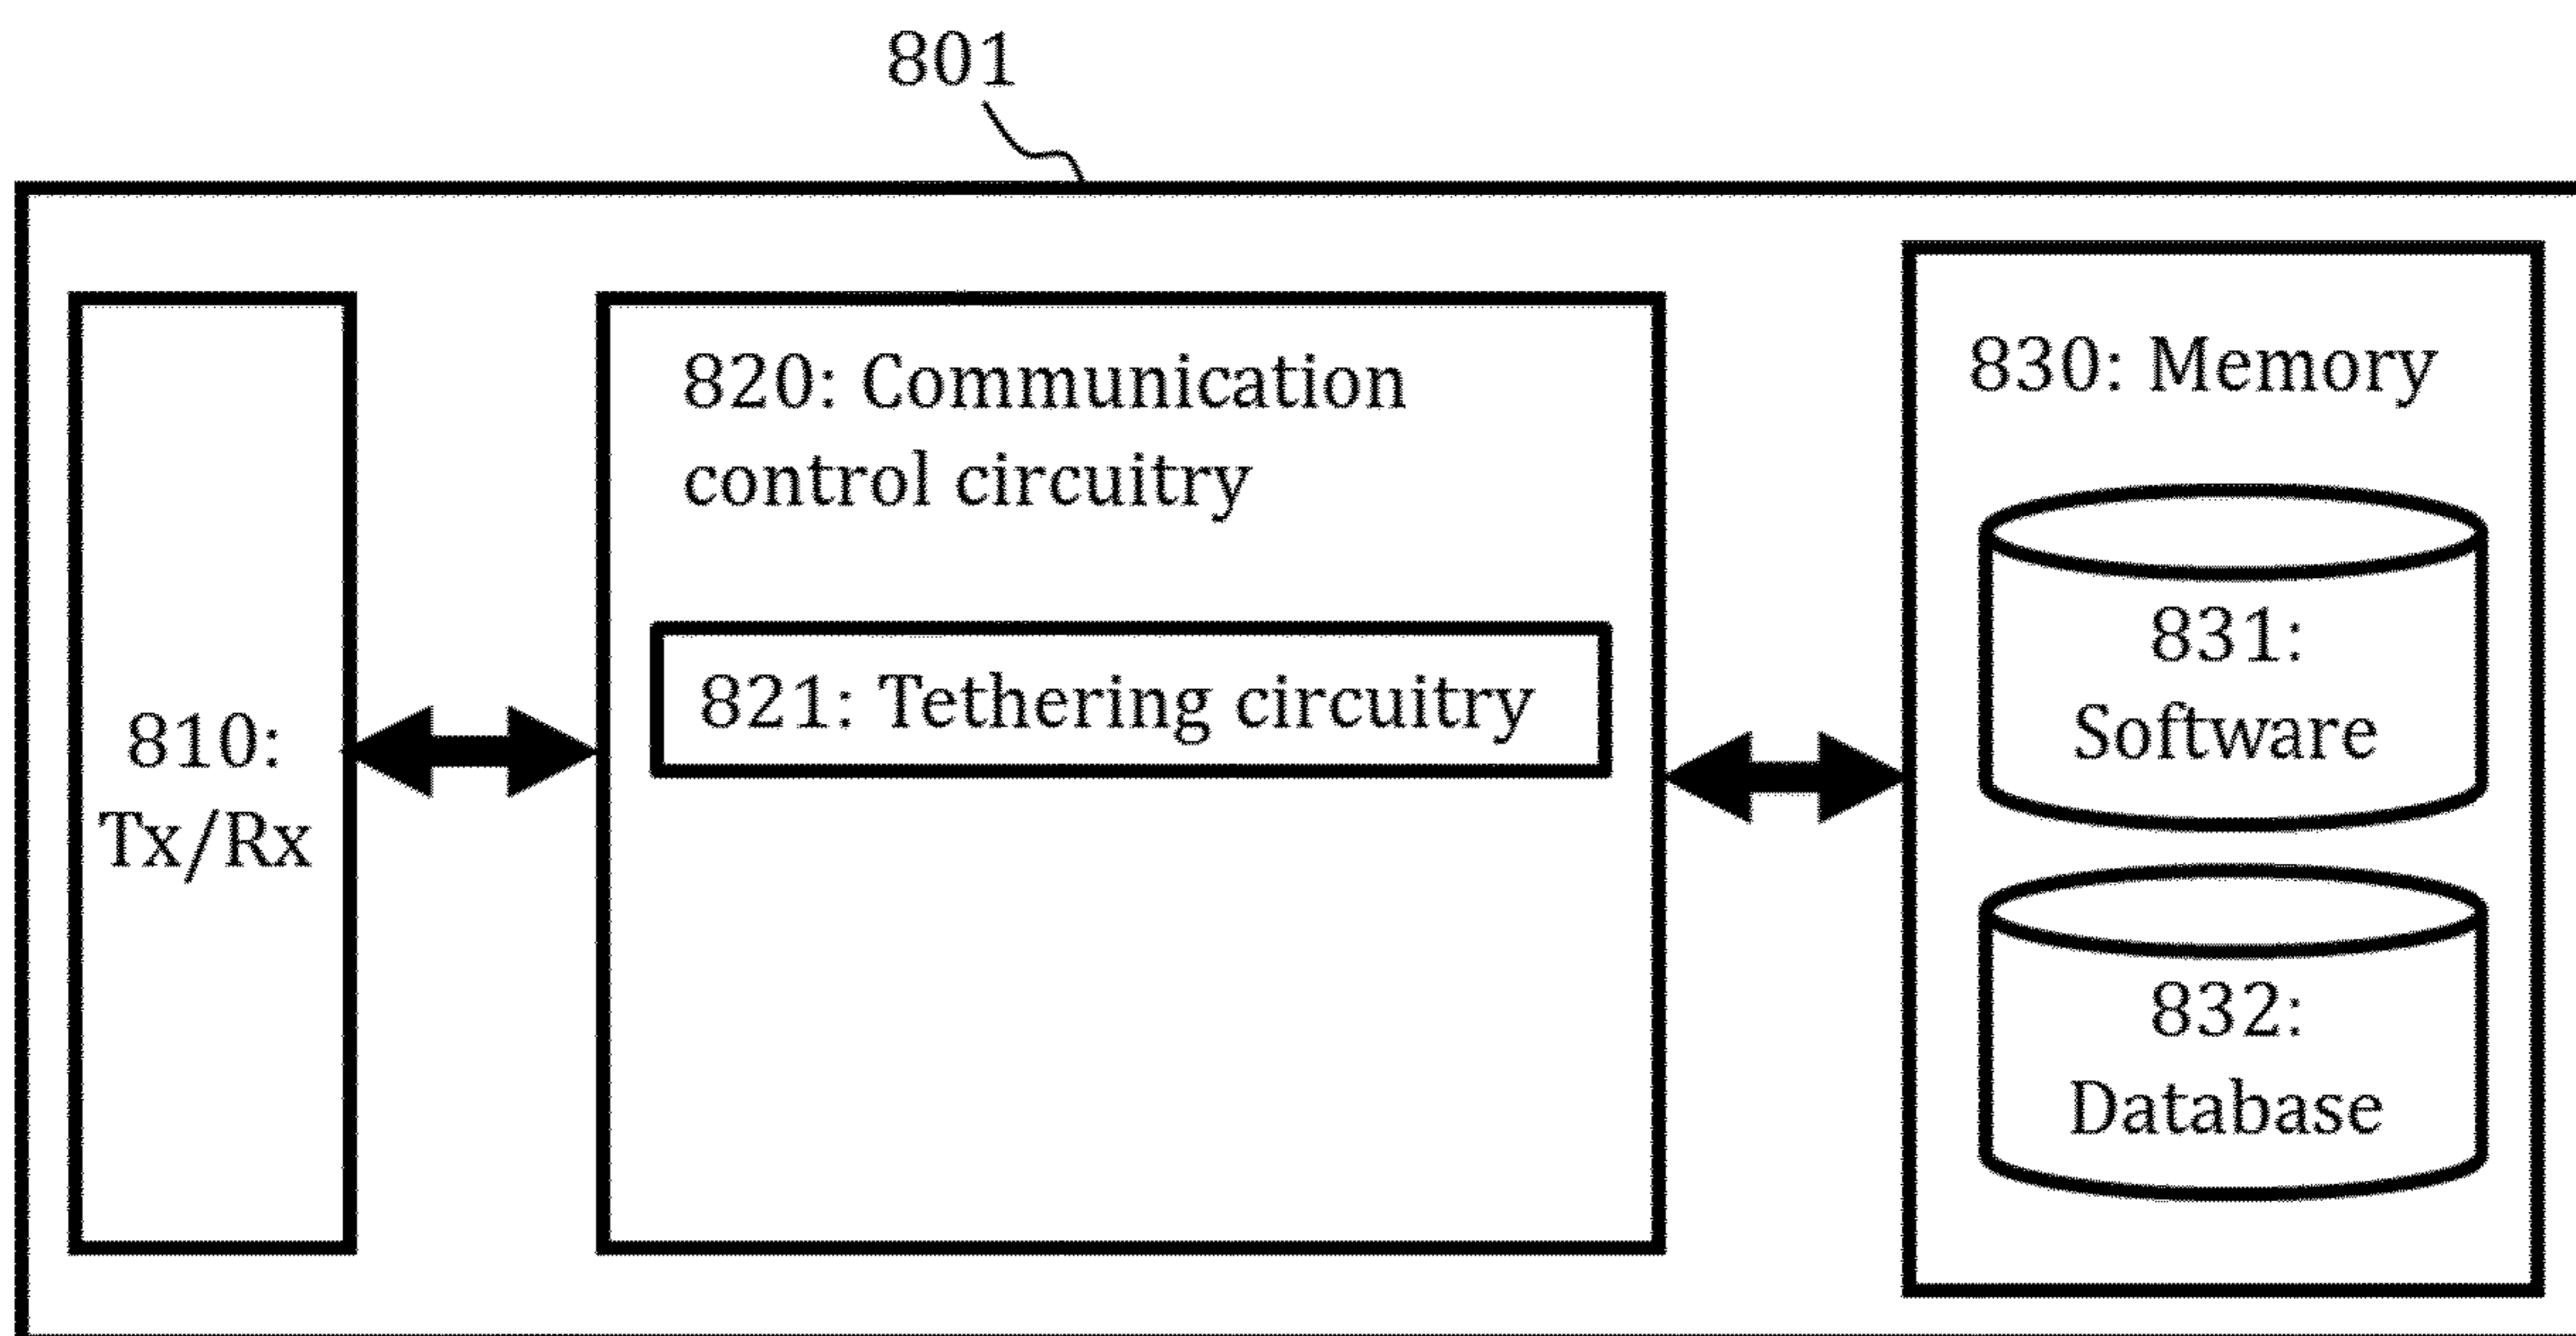 801
810:
Tx/Rx
820: Communication
control circuitry
821: Tethering circuitry
830: Memory
831:
Software
832:
Database